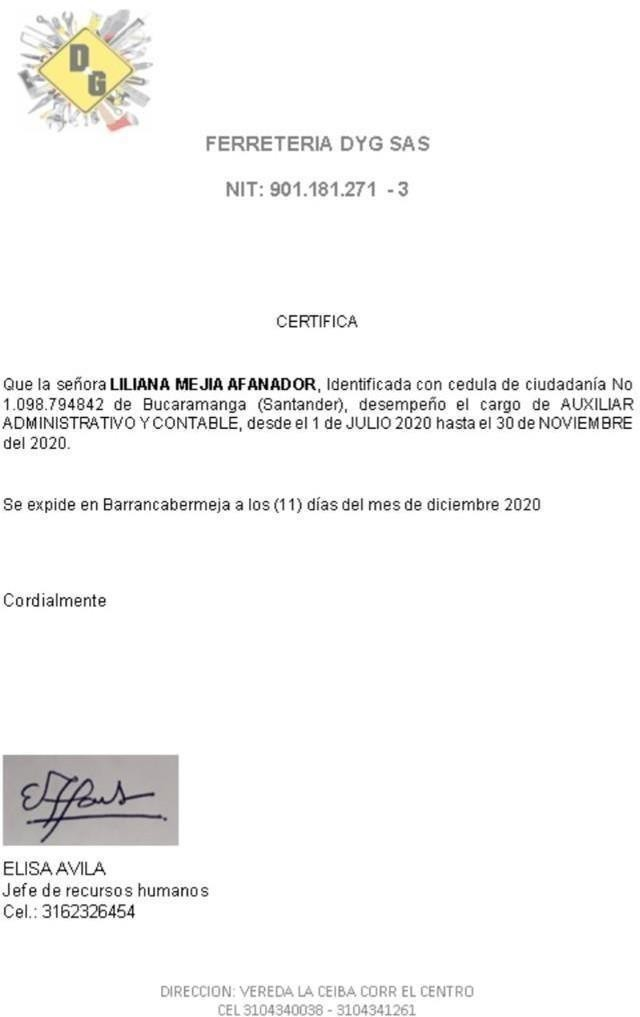 D
G
FERRETERIA DYG SAS
NIT: 901.181.271 - 3
CERTIFICA
Que la señora LILIANA MEJIA AFANADOR, Identificada con cedula de ciudadanía No
1.098.794842 de Bucaramanga (Santander), desempeño el cargo de AUXILIAR
ADMINISTRATIVO Y CONTABLE, desde el 1 de JULIO 2020 hasta el 30 de NOVIEMBRE
del 2020.
Se expide en Barrancabermeja a los (11) días del mes de diciembre 2020
Cordialmente
ELISA AVILA
Jefe de recursos humanos
Cel.: 3162326454
DIRECCION: VEREDA LA CEIBA CORR EL CENTRO
CEL 3104340038 - 3104341261